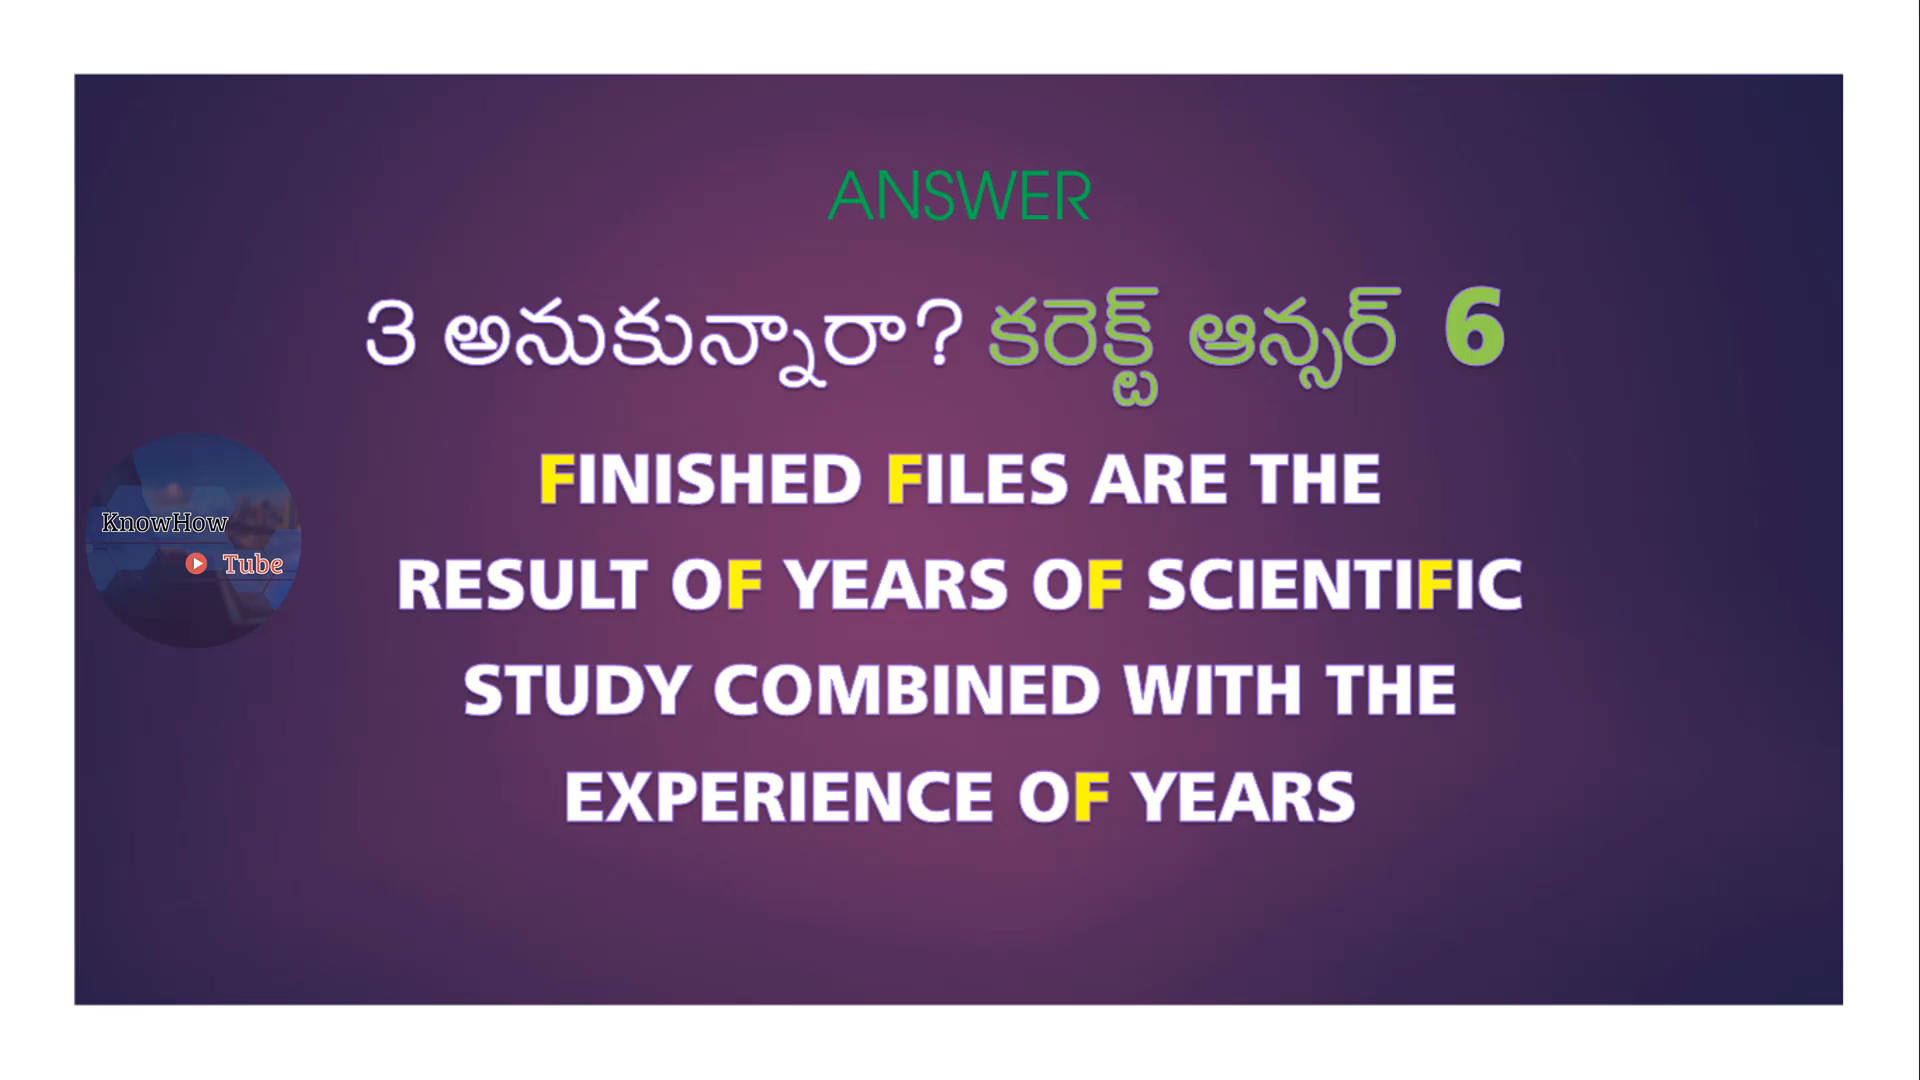 ANSWER
3 అనుకున్నారా? కరెక్ట్ ఆన్సర్ 6
FINISHED FILES ARE THE
RESULT OF YEARS OF SCIENTIFIC
STUDY COMBINED WITH THE
EXPERIENCE OF YEARS
KnowHow
Tube